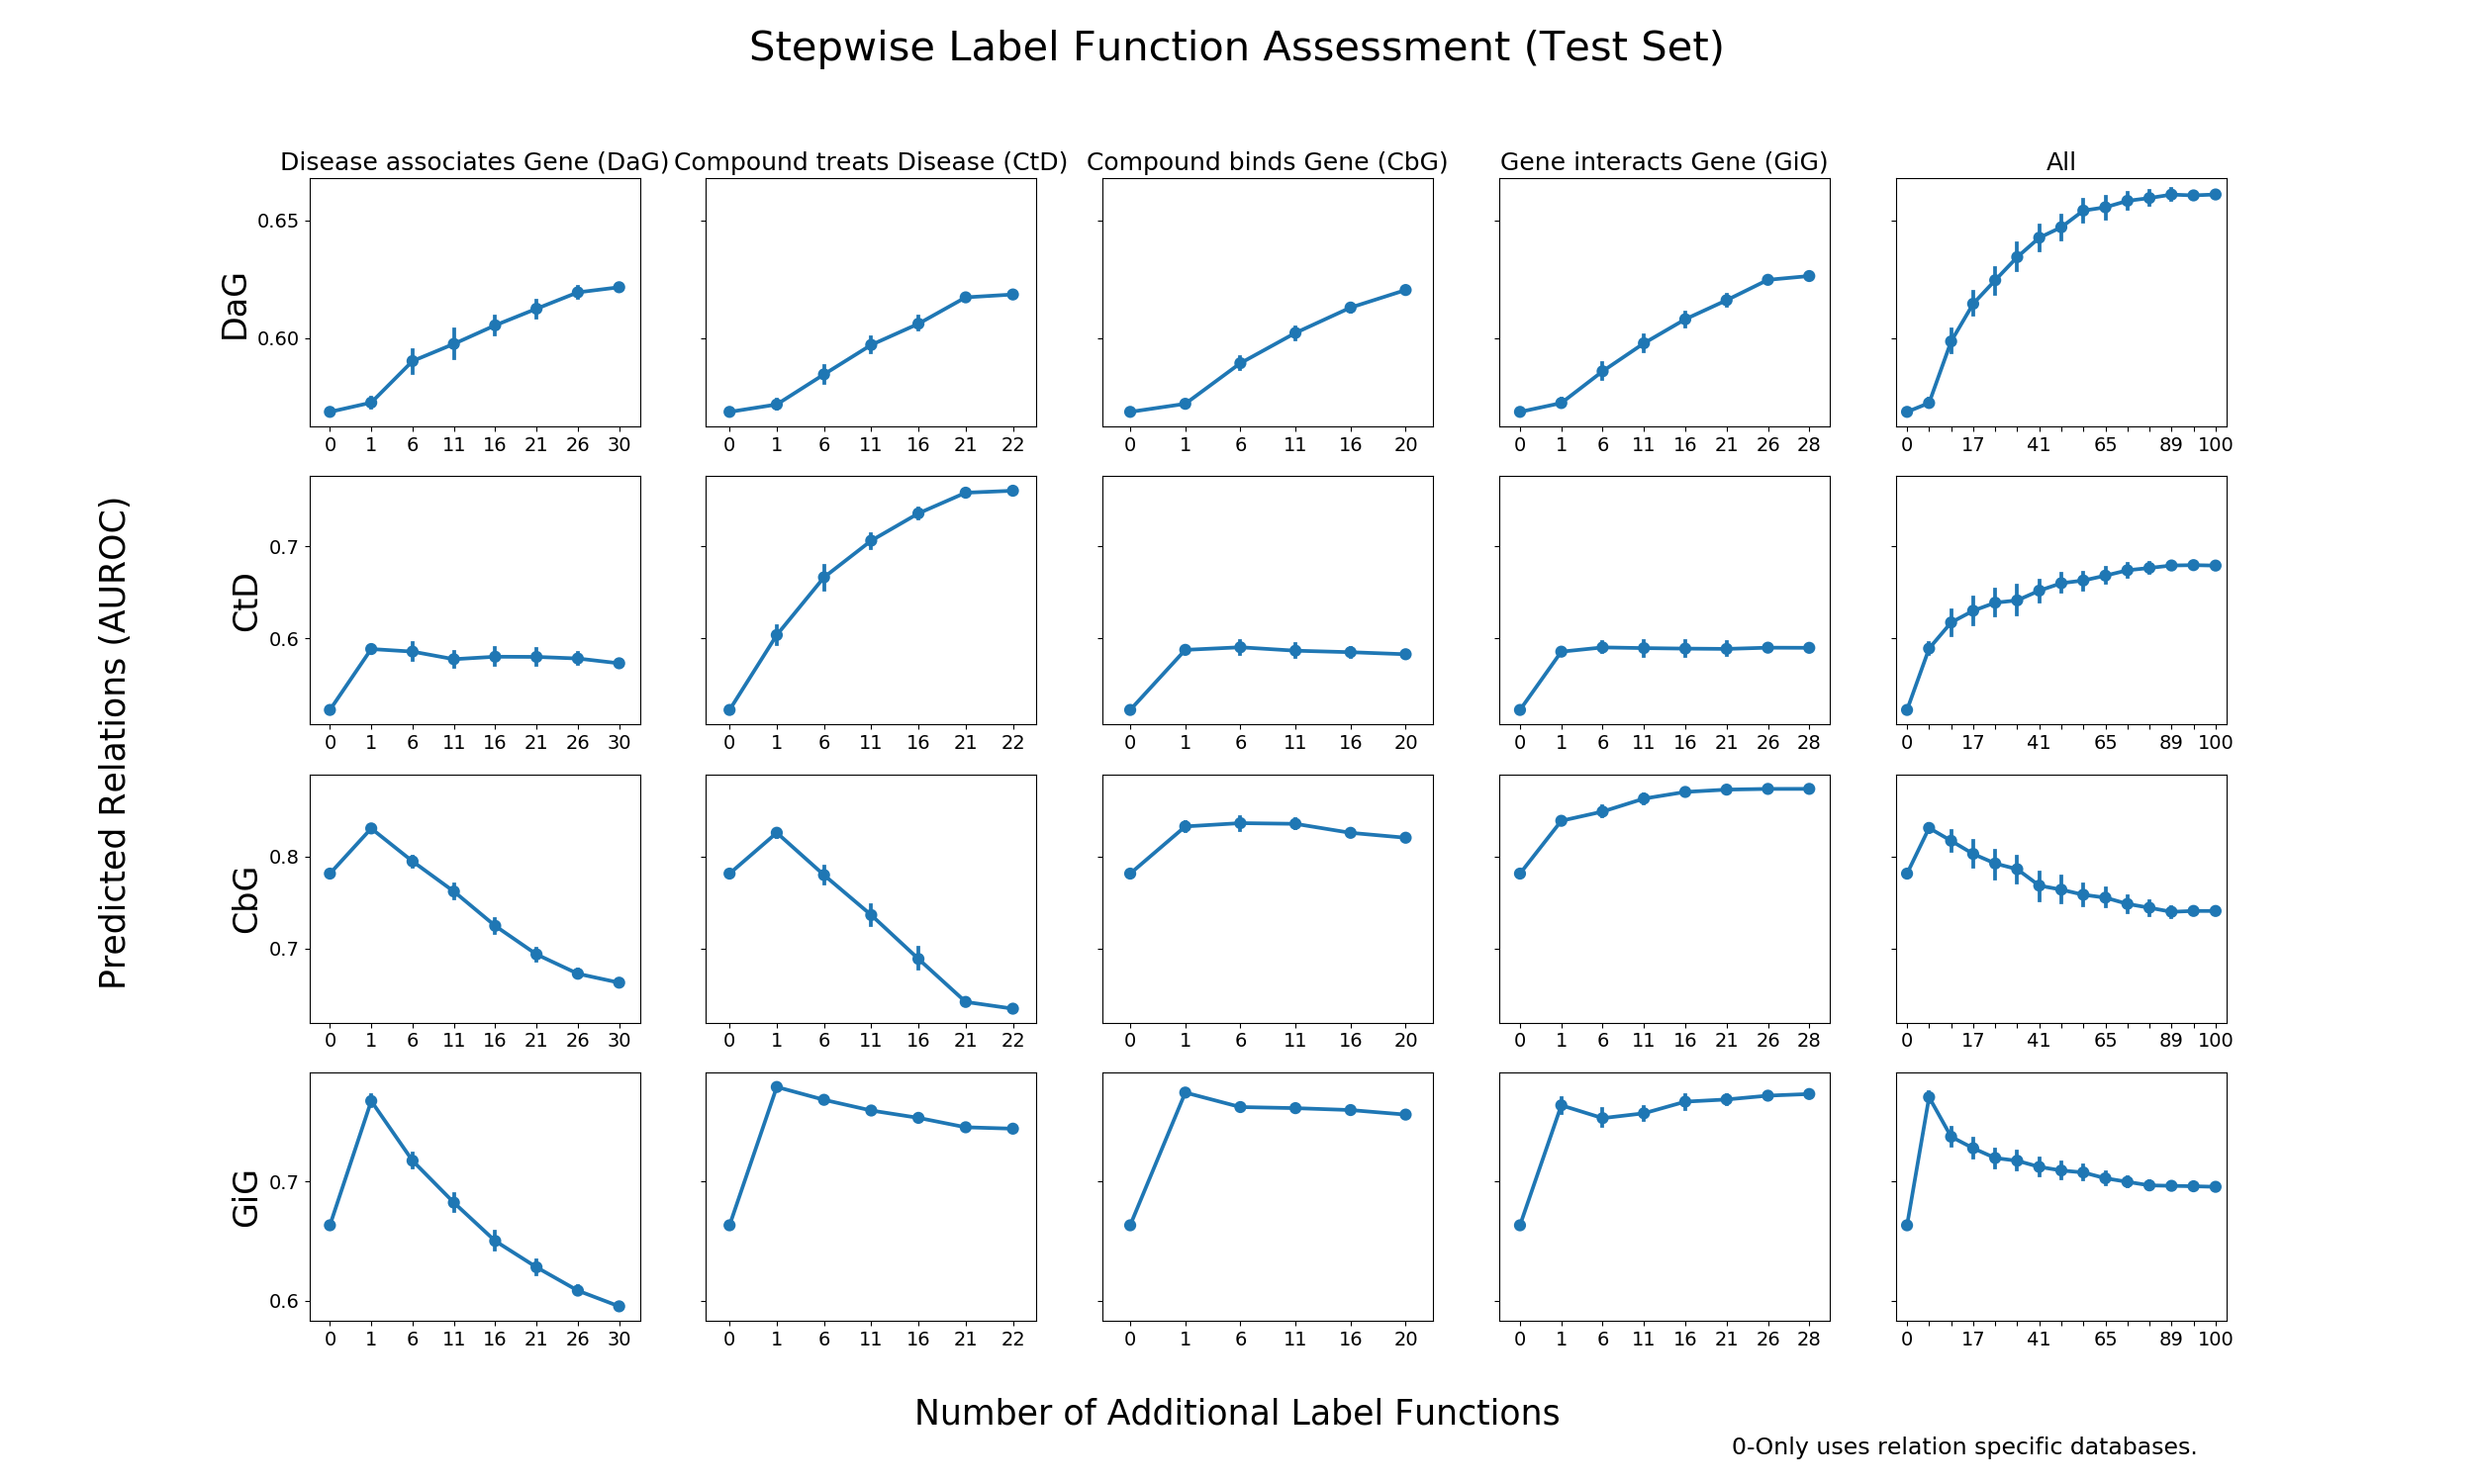 Stepwise Label Function Assessment (Test Set)
Disease associates Gene (DaG) Compound treats Disease (CtD) Compound binds Gene (CbG) Gene interacts Gene (GiG) All
Predicted Relations (AUROC)
DaG
0.65
0.60
0 1 6 11 16 21 26 30
0 1 6 11 16 21 22
0 1 6 11 16 20
0 1 6 11 16 21 26 28
0 17 41 65 89 100
CtD
0.7
0.6
0 1 6 11 16 21 26 30
0 1 6 11 16 21 22
0 1 6 11 16 20
0 1 6 11 16 21 26 28
0 17 41 65 89 100
CbG
0.8
0.7
0 1 6 11 16 21 26 30
0 1 6 11 16 21 22
0 1 6 11 16 20
0 1 6 11 16 21 26 28
0 17 41 65 89 100
GiG
0.7
0.6
0 1 6 11 16 21 26 30
0 1 6 11 16 21 22
0 1 6 11 16 20
0 1 6 11 16 21 26 28
0 17 41 65 89 100
Number of Additional Label Functions
0-Only uses relation specific databases.